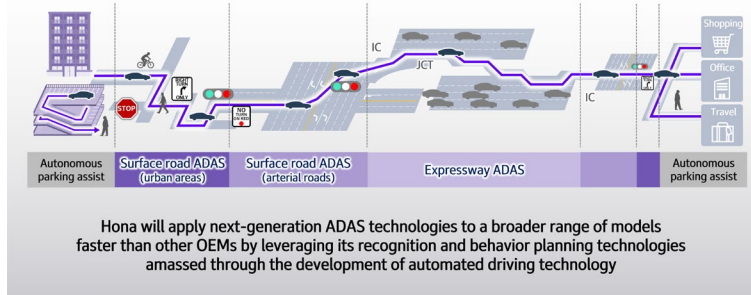 Shopping
IC
JCT
RIGHT
TURN
ONLY
Office
STOP
NO
TURN
ON RED
IC
Travel
Autonomous
parking assist
Surface road ADAS
(urban areas)
Surface road ADAS
(arterial roads)
Expressway ADAS
Autonomous
parking assist
Hona will apply next-generation ADAS technologies to a broader range of models
faster than other OEMs by leveraging its recognition and behavior planning technologies
amassed through the development of automated driving technology